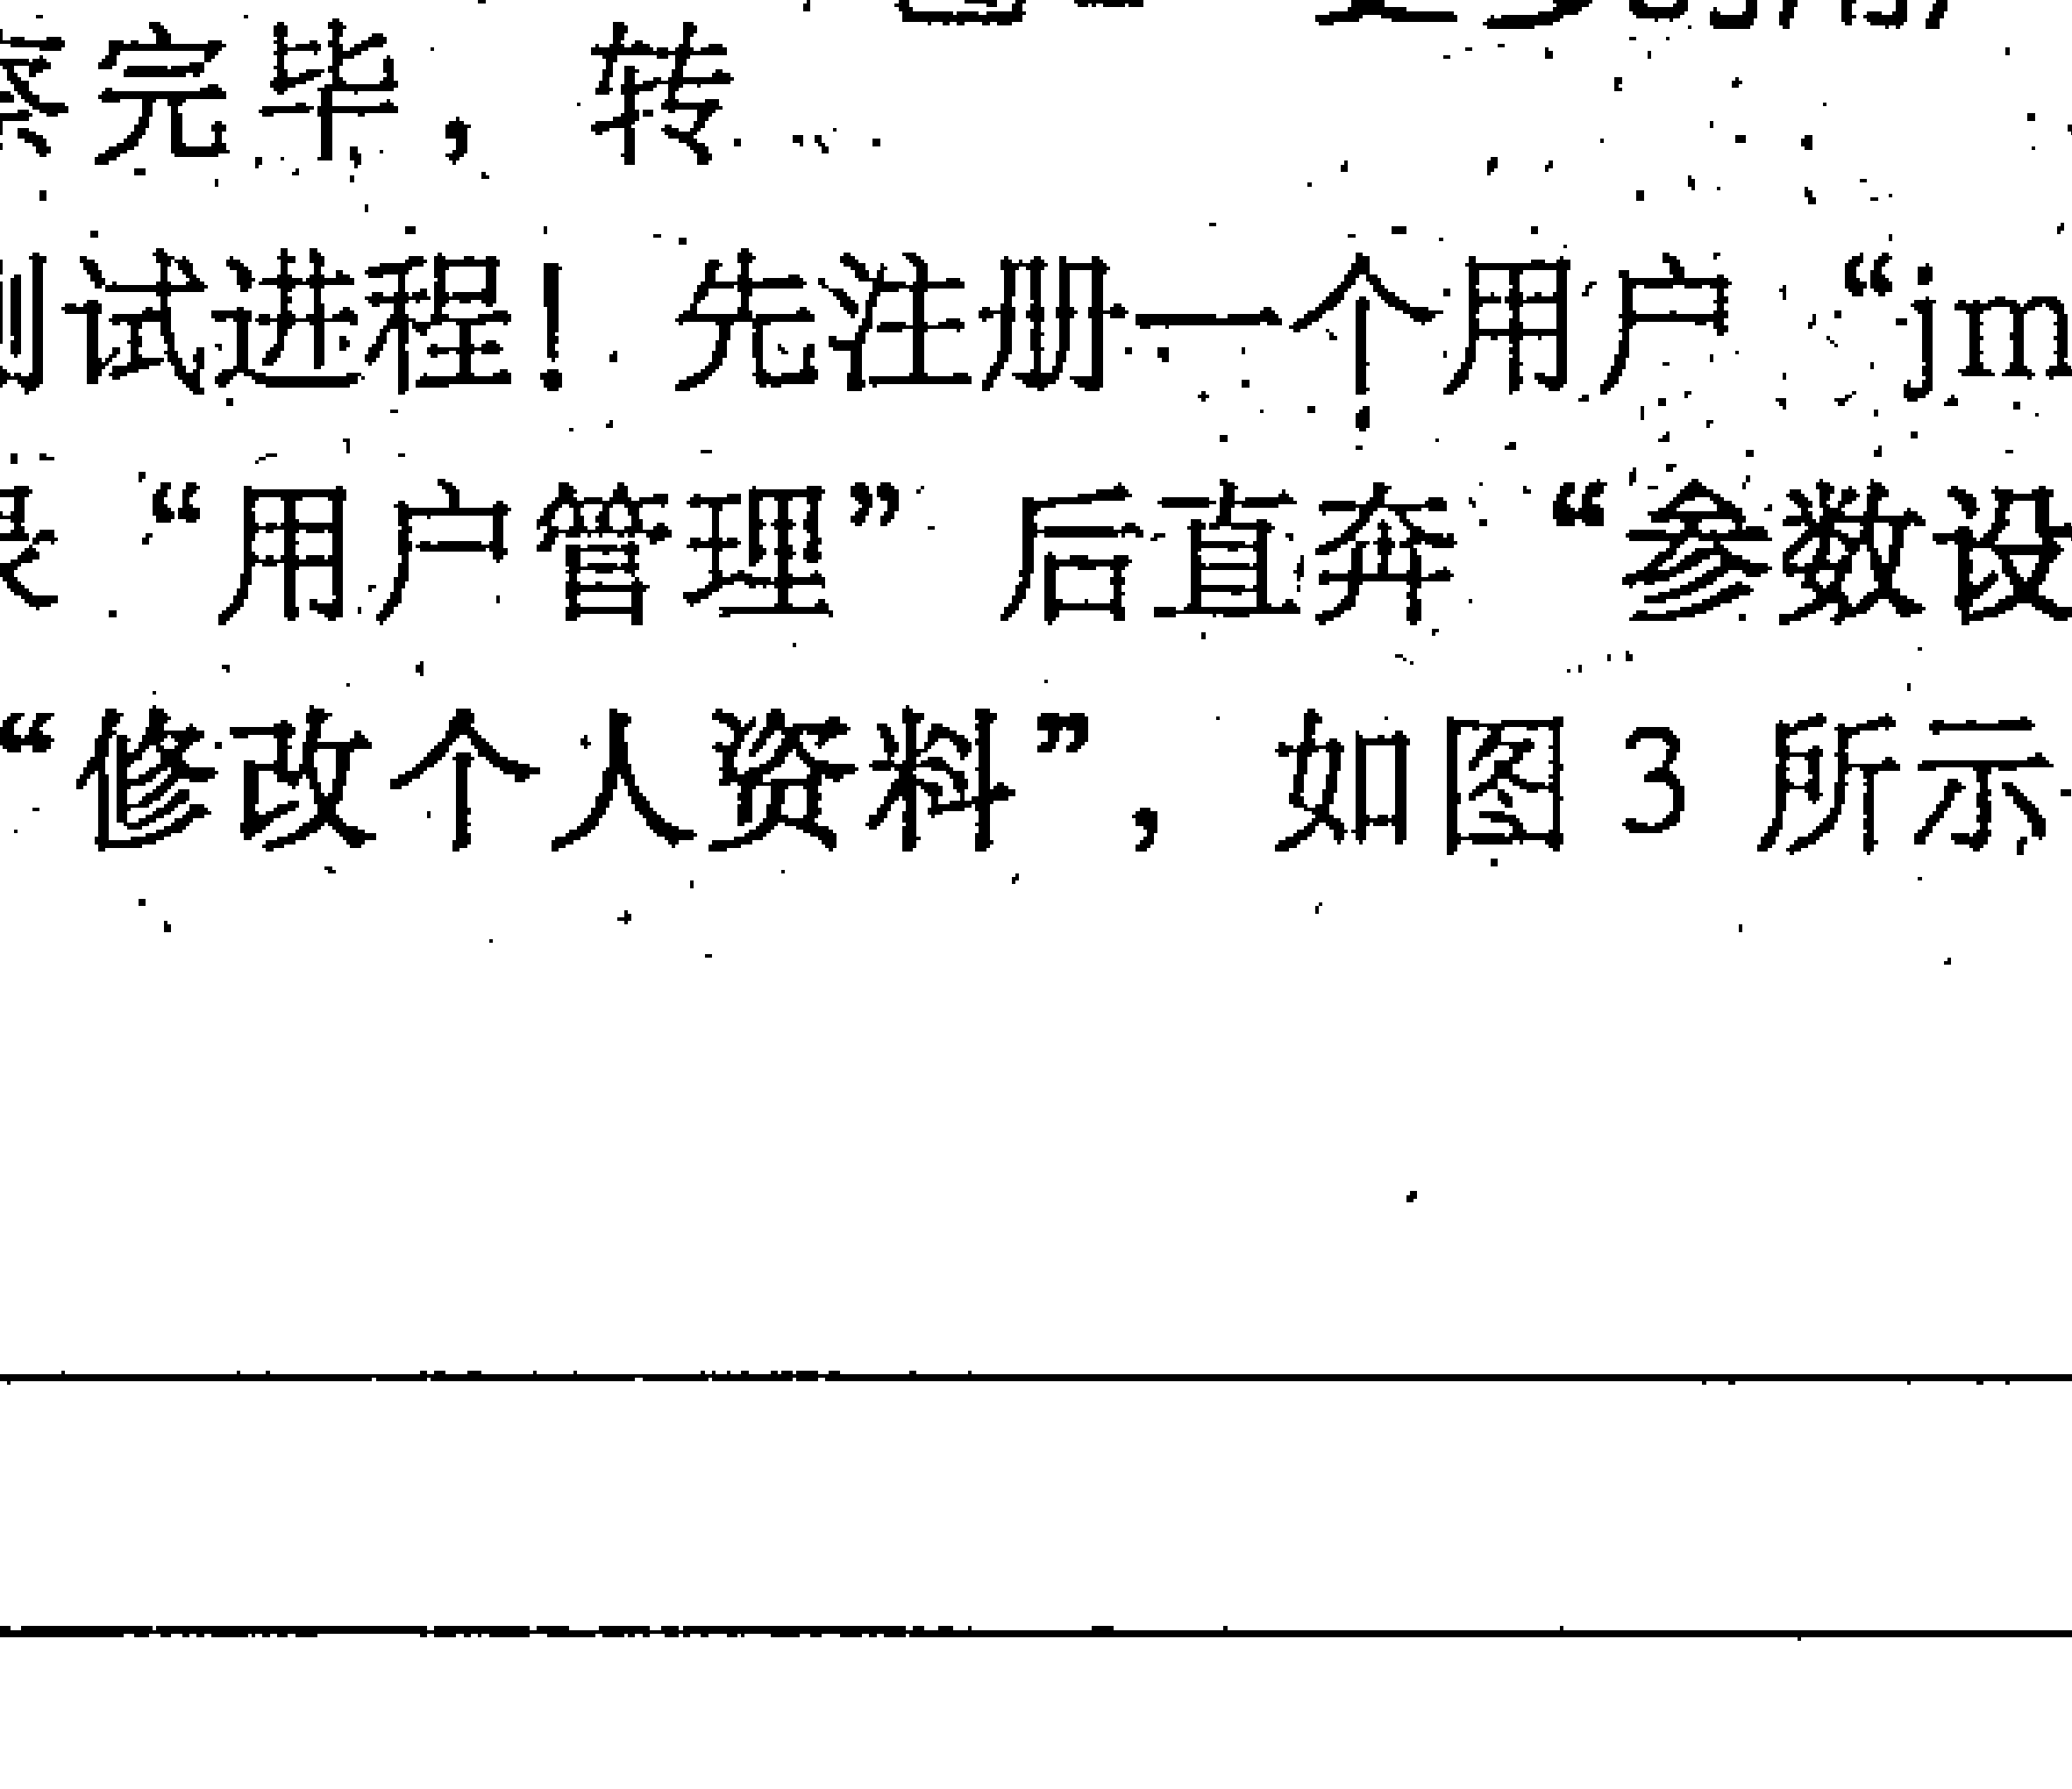 察完毕，转
测试进程！先注册一个用户“jm
录“用户管理”后直奔“参数设
“修改个人资料”，如图 3 所示